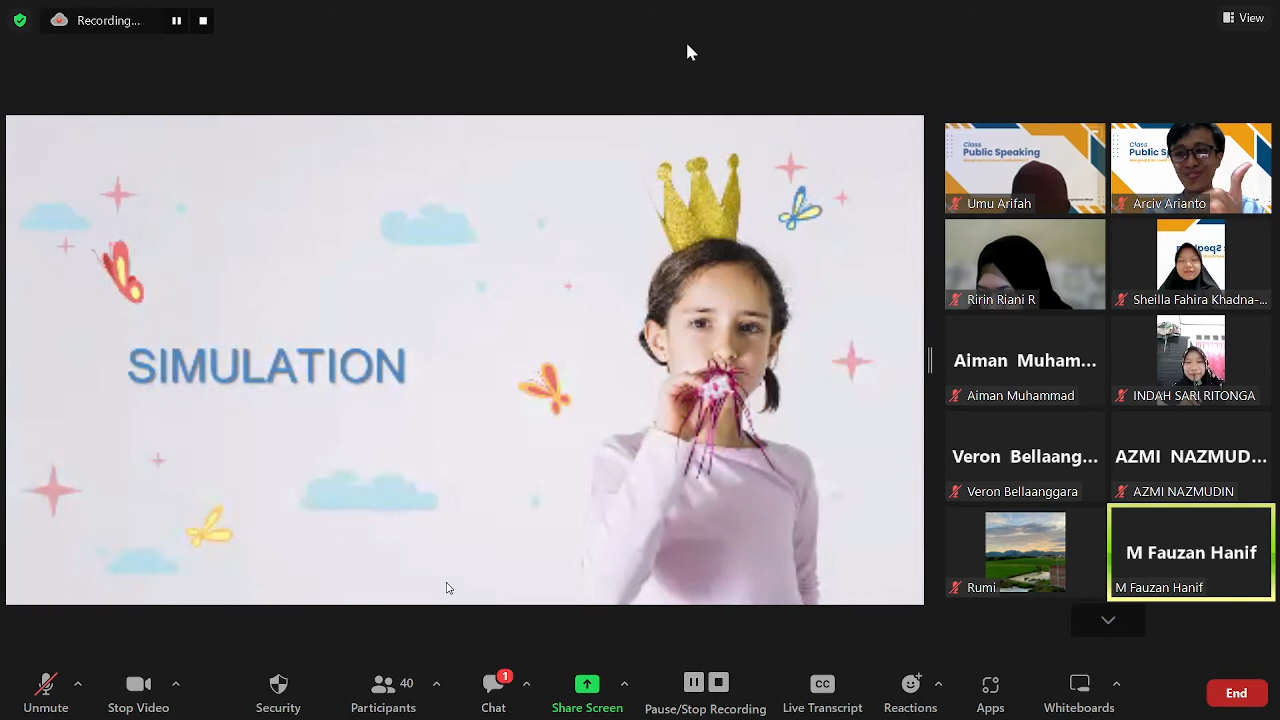 Recording...
View
SIMULATION
Class
Public Speaking
Umu Arifah
Class
Public S
Arciv Arianto
Ririn Riani R
Sheilla Fahira Khadna-...
Aiman Muham...
Aiman Muhammad
INDAH SARI RITONGA
Veron Bellaang...
Veron Bellaanggara
AZMI NAZMUD...
AZMI NAZMUDIN
Rumi
M Fauzan Hanif
M Fauzan Hanif
Unmute
Stop Video
Security
Participants
40
Chat
1
Share Screen
Pause/Stop Recording
CC
Live Transcript
Reactions
Apps
Whiteboards
End